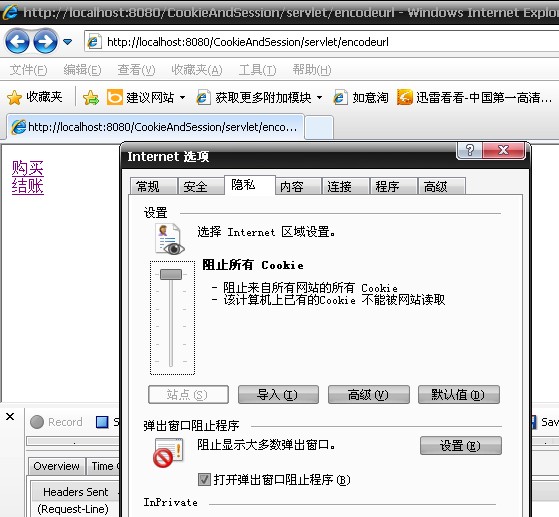 http://localhost:8080/CookieAndSession/servlet/encodeurl - Windows Internet Explo
http://localhost:8080/CookieAndSession/servlet/encodeurl
文件(F) 编辑(E) 查看(V) 收藏夹(A) 工具(T) 帮助(H)
收藏夹 建议网站 获取更多附加模块 如意淘 迅雷看看-中国第一高清...
http://localhost:8080/CookieAndSession/servlet/enco...
购买
结账
Internet 选项
常规 安全 隐私 内容 连接 程序 高级
设置
选择 Internet 区域设置。
阻止所有 Cookie
- 阻止来自所有网站的所有 Cookie
- 该计算机上已有的Cookie 不能被网站读取
站点(S) 导入(I) 高级(V) 默认值(D)
弹出窗口阻止程序
阻止显示大多数弹出窗口。 设置(E)
打开弹出窗口阻止程序(B)
InPrivate
Record S Sav
Overview Time C
Headers Sent
(Request-Line)